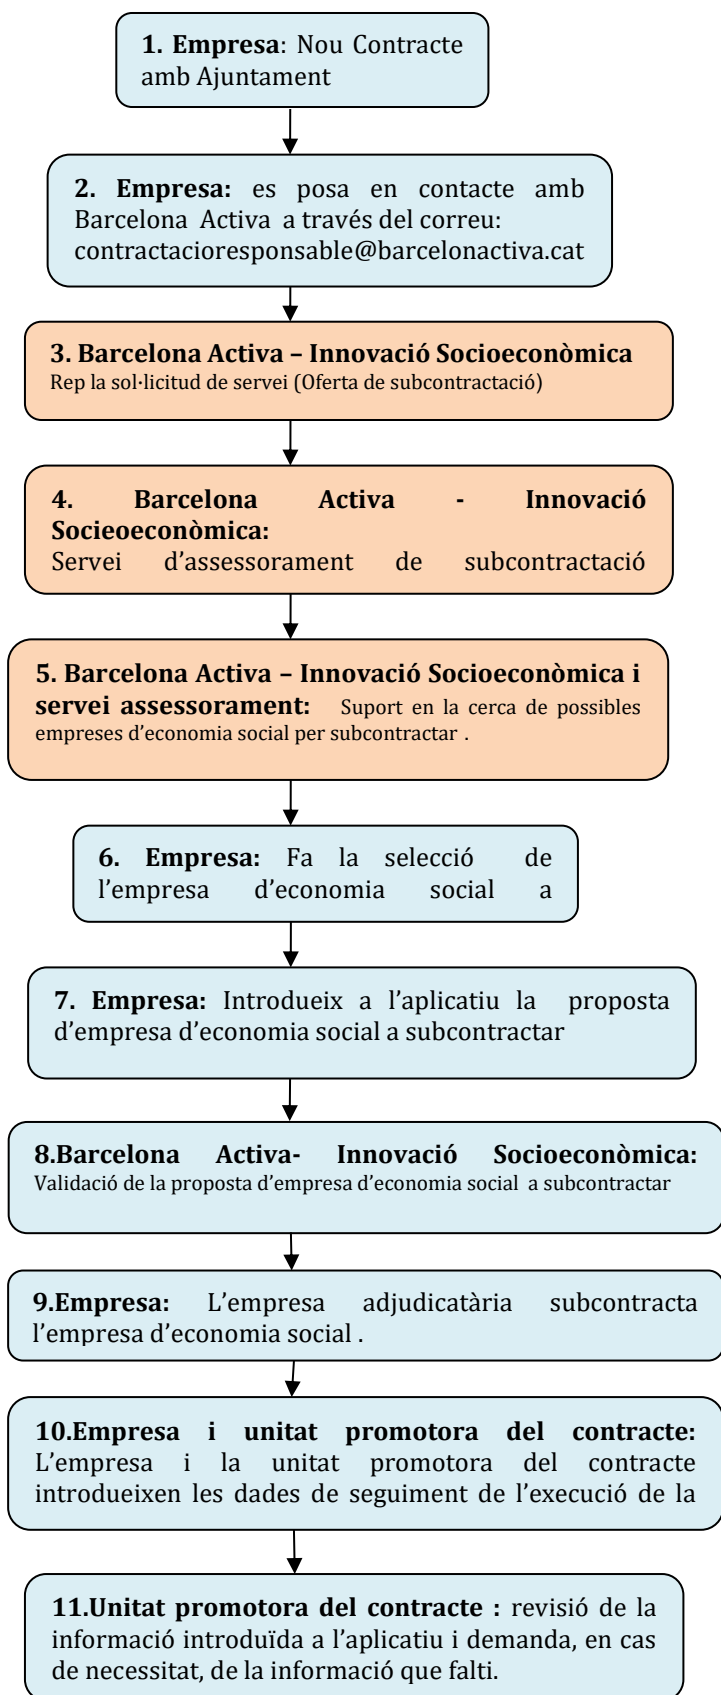 1. Empresa: Nou Contracte
amb Ajuntament
2. Empresa: es posa en contacte amb
Barcelona Activa a través del correu:
contractacioresponsable@barcelonactiva.cat
3. Barcelona Activa – Innovació Socioeconòmica
Rep la sol·licitud de servei (Oferta de subcontractació)
4. Barcelona Activa - Innovació
Socieoeconòmica:
Servei d’assessorament de subcontractació
5. Barcelona Activa – Innovació Socioeconòmica i
servei assessorament: Suport en la cerca de possibles
empreses d’economia social per subcontractar .
6. Empresa: Fa la selecció de
l’empresa d’economia social a
7. Empresa: Introdueix a l’aplicatiu la proposta
d’empresa d’economia social a subcontractar
8.Barcelona Activa- Innovació Socioeconòmica:
Validació de la proposta d’empresa d’economia social a subcontractar
9.Empresa: L’empresa adjudicatària subcontracta
l’empresa d’economia social .
10.Empresa i unitat promotora del contracte:
L’empresa i la unitat promotora del contracte
introdueixen les dades de seguiment de l’execució de la
11.Unitat promotora del contracte : revisió de la
informació introduïda a l’aplicatiu i demanda, en cas
de necessitat, de la informació que falti.